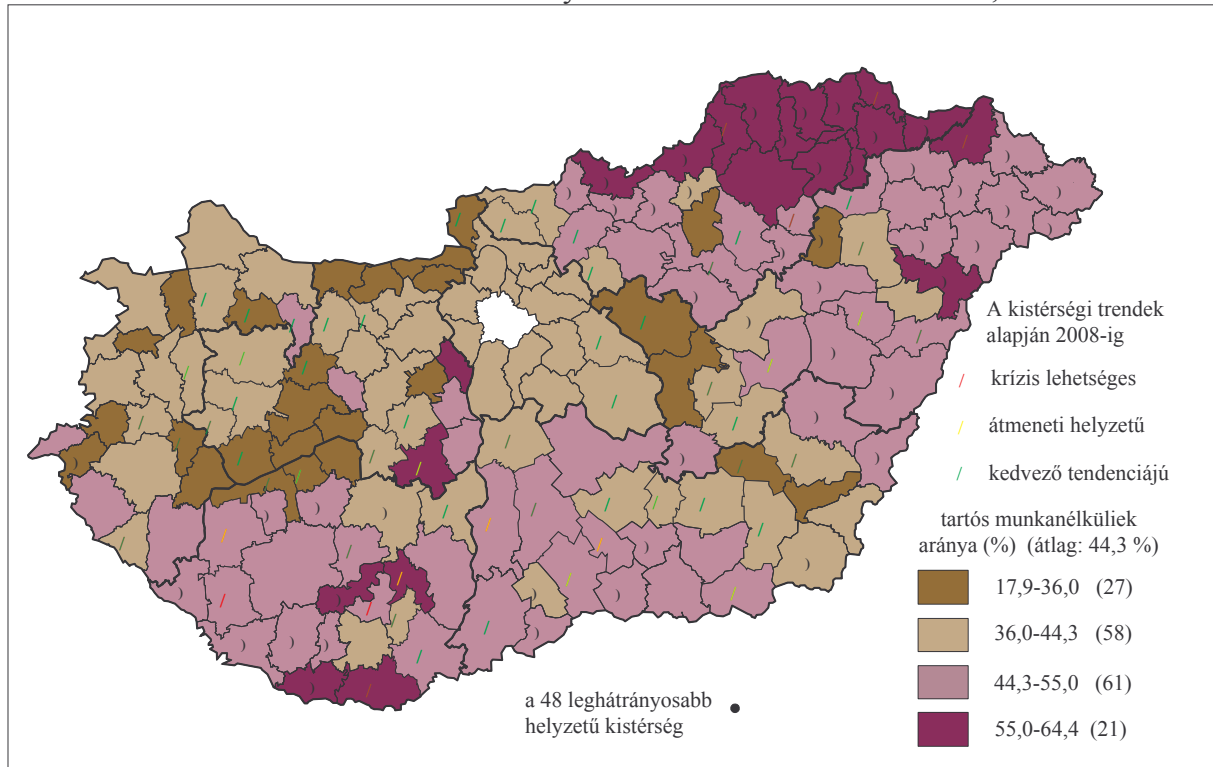 A kistérségi trendek
alapján 2008-ig
krízis lehetséges
átmeneti helyzetű
kedvező tendenciájú
tartós munkanélküliek
aránya (%) (átlag: 44,3 %)
17,9-36,0 (27)
36,0-44,3 (58)
44,3-55,0 (61)
55,0-64,4 (21)
a 48 leghátrányosabb
helyzetű kistérség